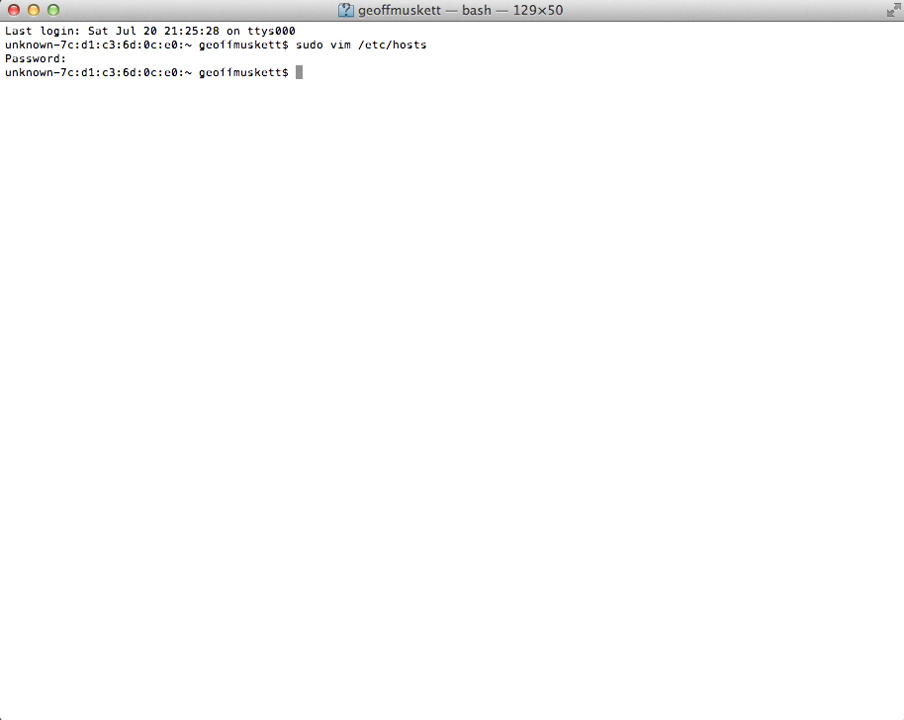 geoffmuskett — bash — 129×50
Last login: Sat Jul 20 21:25:28 on ttys000
unknown-7c:d1:c3:6d:0c:e0:~ geoffmuskett$ sudo vim /etc/hosts
Password:
unknown-7c:d1:c3:6d:0c:e0:~ geoffmuskett$